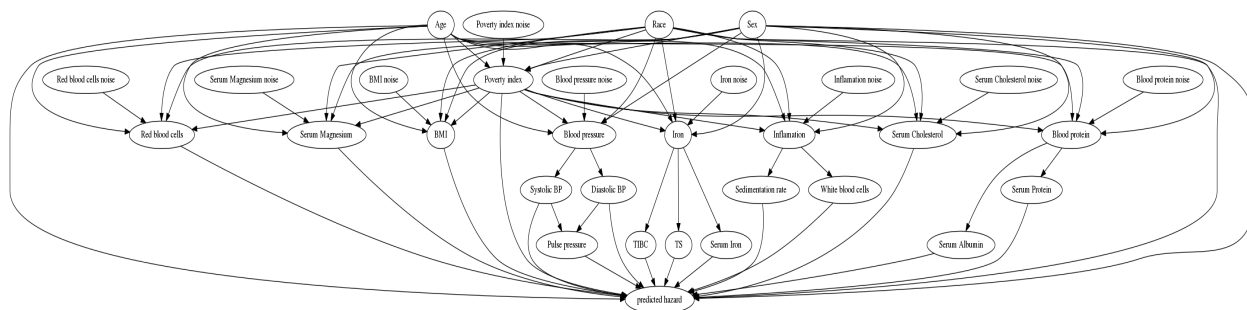 Age
Poverty index noise
Race
Sex
Red blood cells noise
Serum Magnesium noise
BMI noise
Poverty index
Blood pressure noise
Iron noise
Inflamation noise
Serum Cholesterol noise
Blood protein noise
Red blood cells
Serum Magnesium
BMI
Blood pressure
Iron
Inflamation
Serum Cholesterol
Blood protein
Systolic BP
Diastolic BP
Sedimentation rate
White blood cells
Serum Protein
Pulse pressure
TIBC
TS
Serum Iron
Serum Albumin
predicted hazard